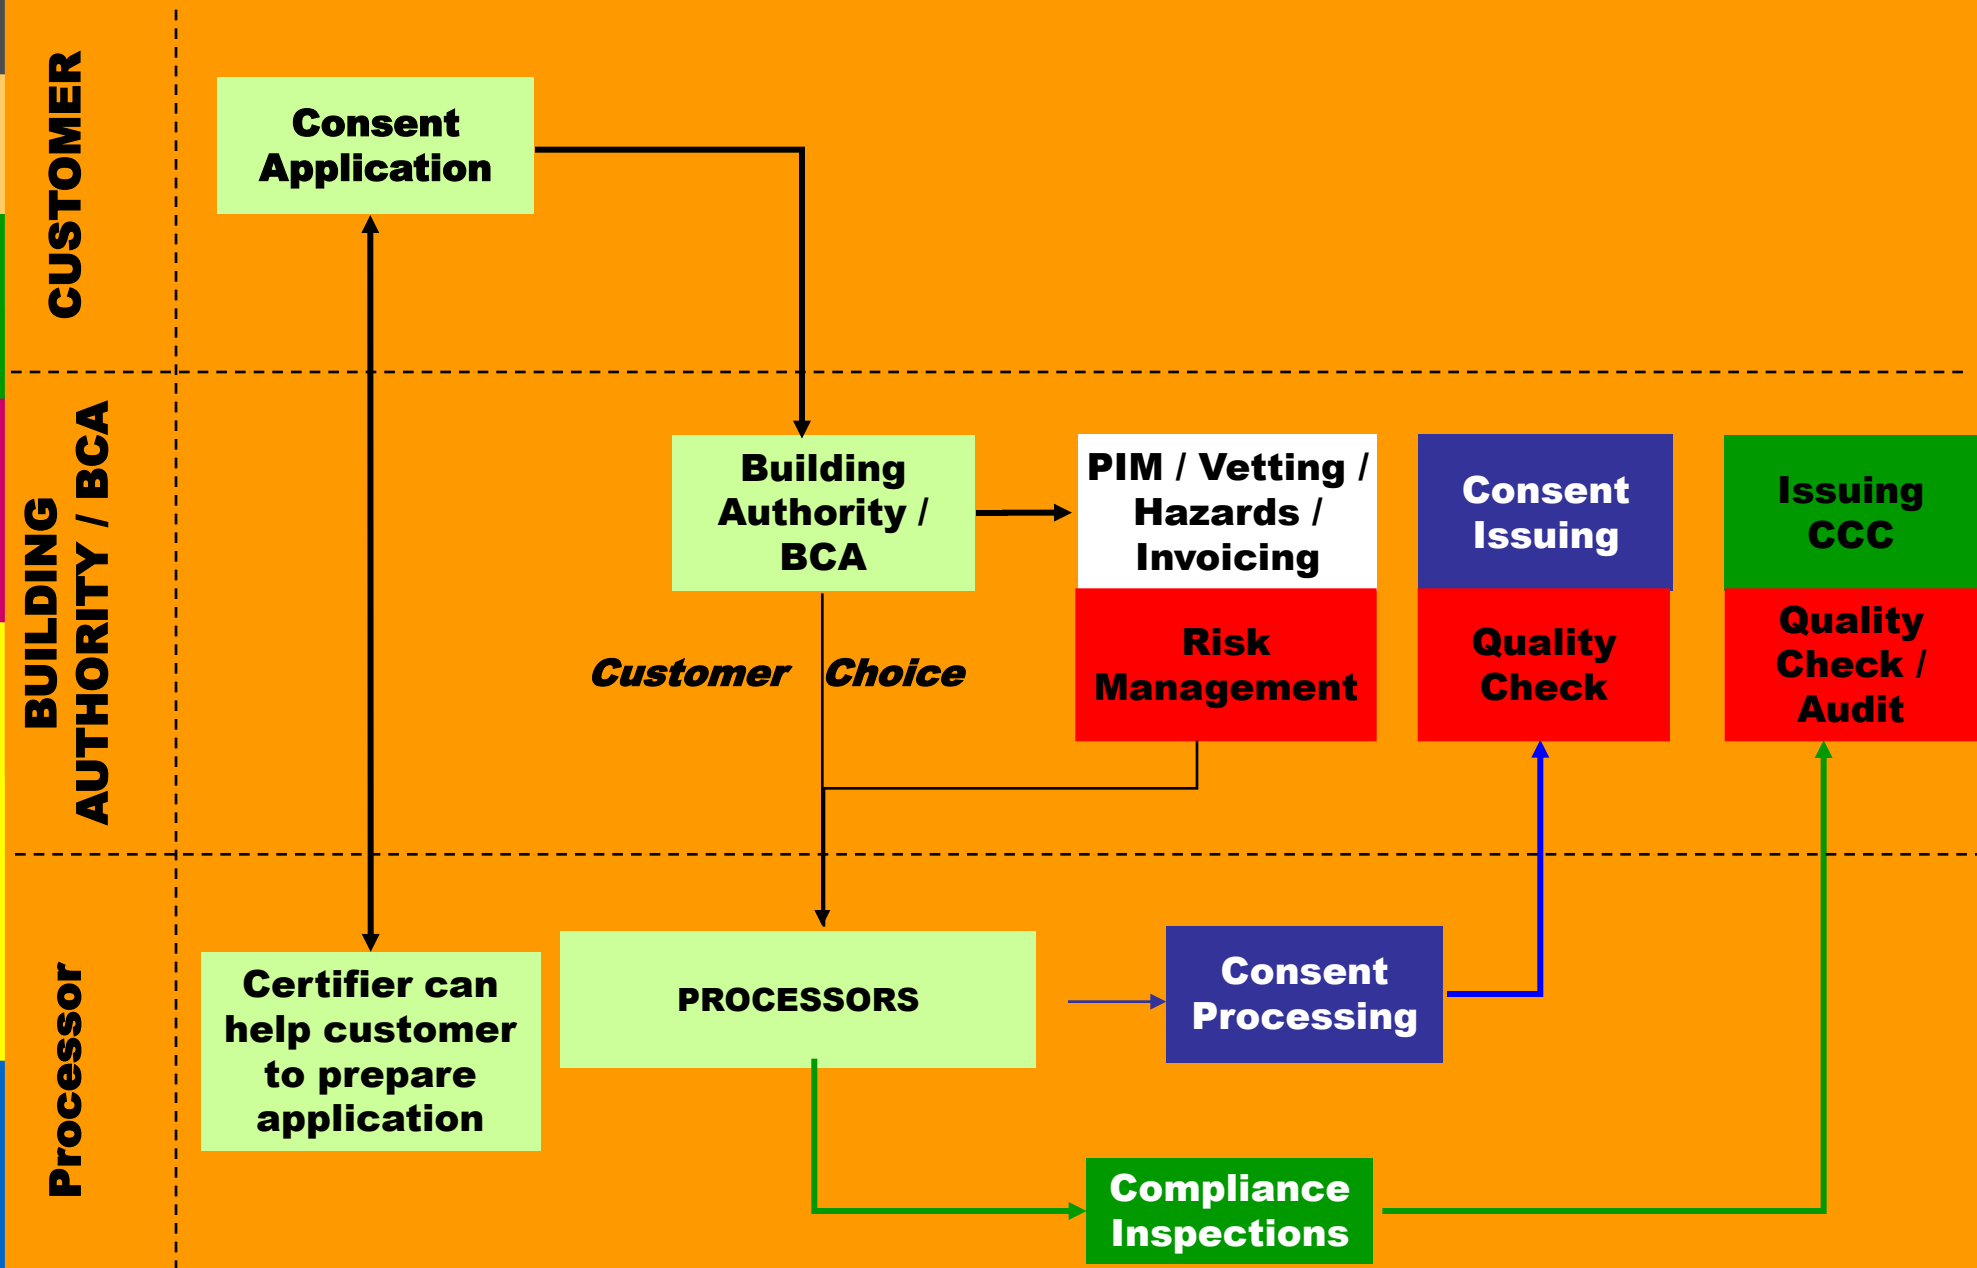 CUSTOMER
Consent
Application
BUILDING
AUTHORITY / BCA
Building
Authority /
BCA
PIM / Vetting /
Hazards /
Invoicing
Consent
Issuing
Issuing
CCC
Customer Choice
Risk
Management
Quality
Check
Quality
Check /
Audit
Processor
Certifier can
help customer
to prepare
application
PROCESSORS
Consent
Processing
Compliance
Inspections